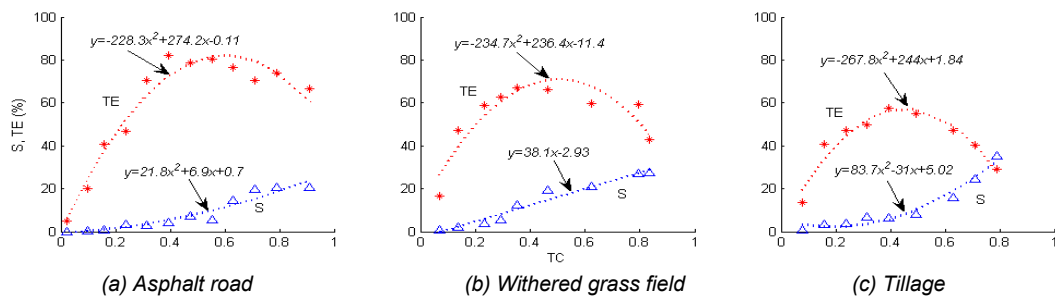 100
80
60
40
20
0
S, TE (%)
y=-228.3x²+274.2x-0.11
TE
y=21.8x²+6.9x+0.7
S
0 0.2 0.4 0.6 0.8 1
(a) Asphalt road
100
80
60
40
20
0
y=-234.7x²+236.4x-11.4
TE
y=38.1x-2.93
S
0 0.2 0.4 0.6 0.8 1
TC
(b) Withered grass field
100
80
60
40
20
0
y=-267.8x²+244x+1.84
TE
y=83.7x²-31x+5.02
S
0 0.2 0.4 0.6 0.8 1
(c) Tillage